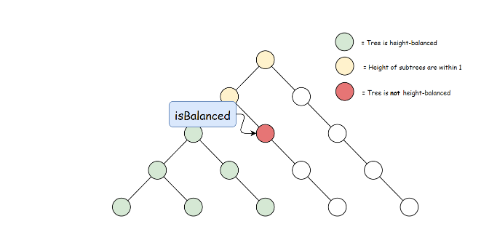 = Tree is height-balanced
= Height of subtrees are within 1
isBalanced
= Tree is not height-balanced